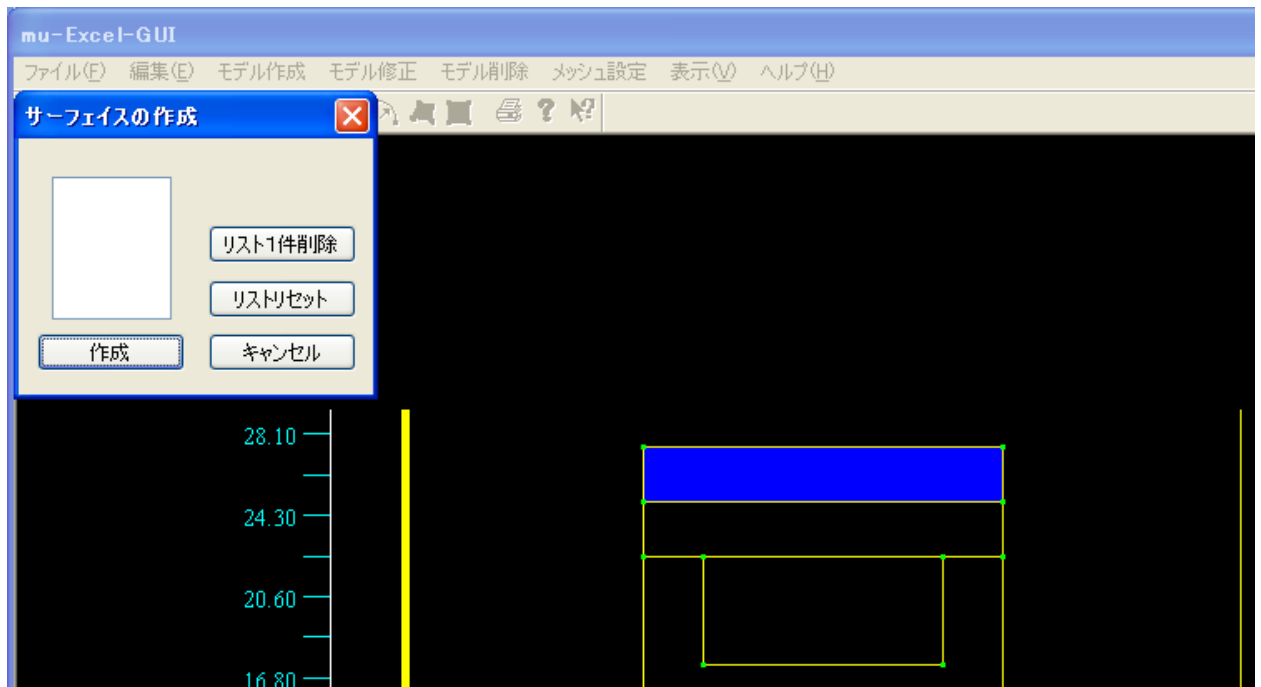 mu-Excel-GUI
ファイル(F) 編集(E) モデル作成 モデル修正 モデル削除 メッシュ設定 表示(V) ヘルプ(H)
サーフェイスの作成
リスト1件削除
リストリセット
作成 キャンセル
28.10
24.30
20.60
16.80